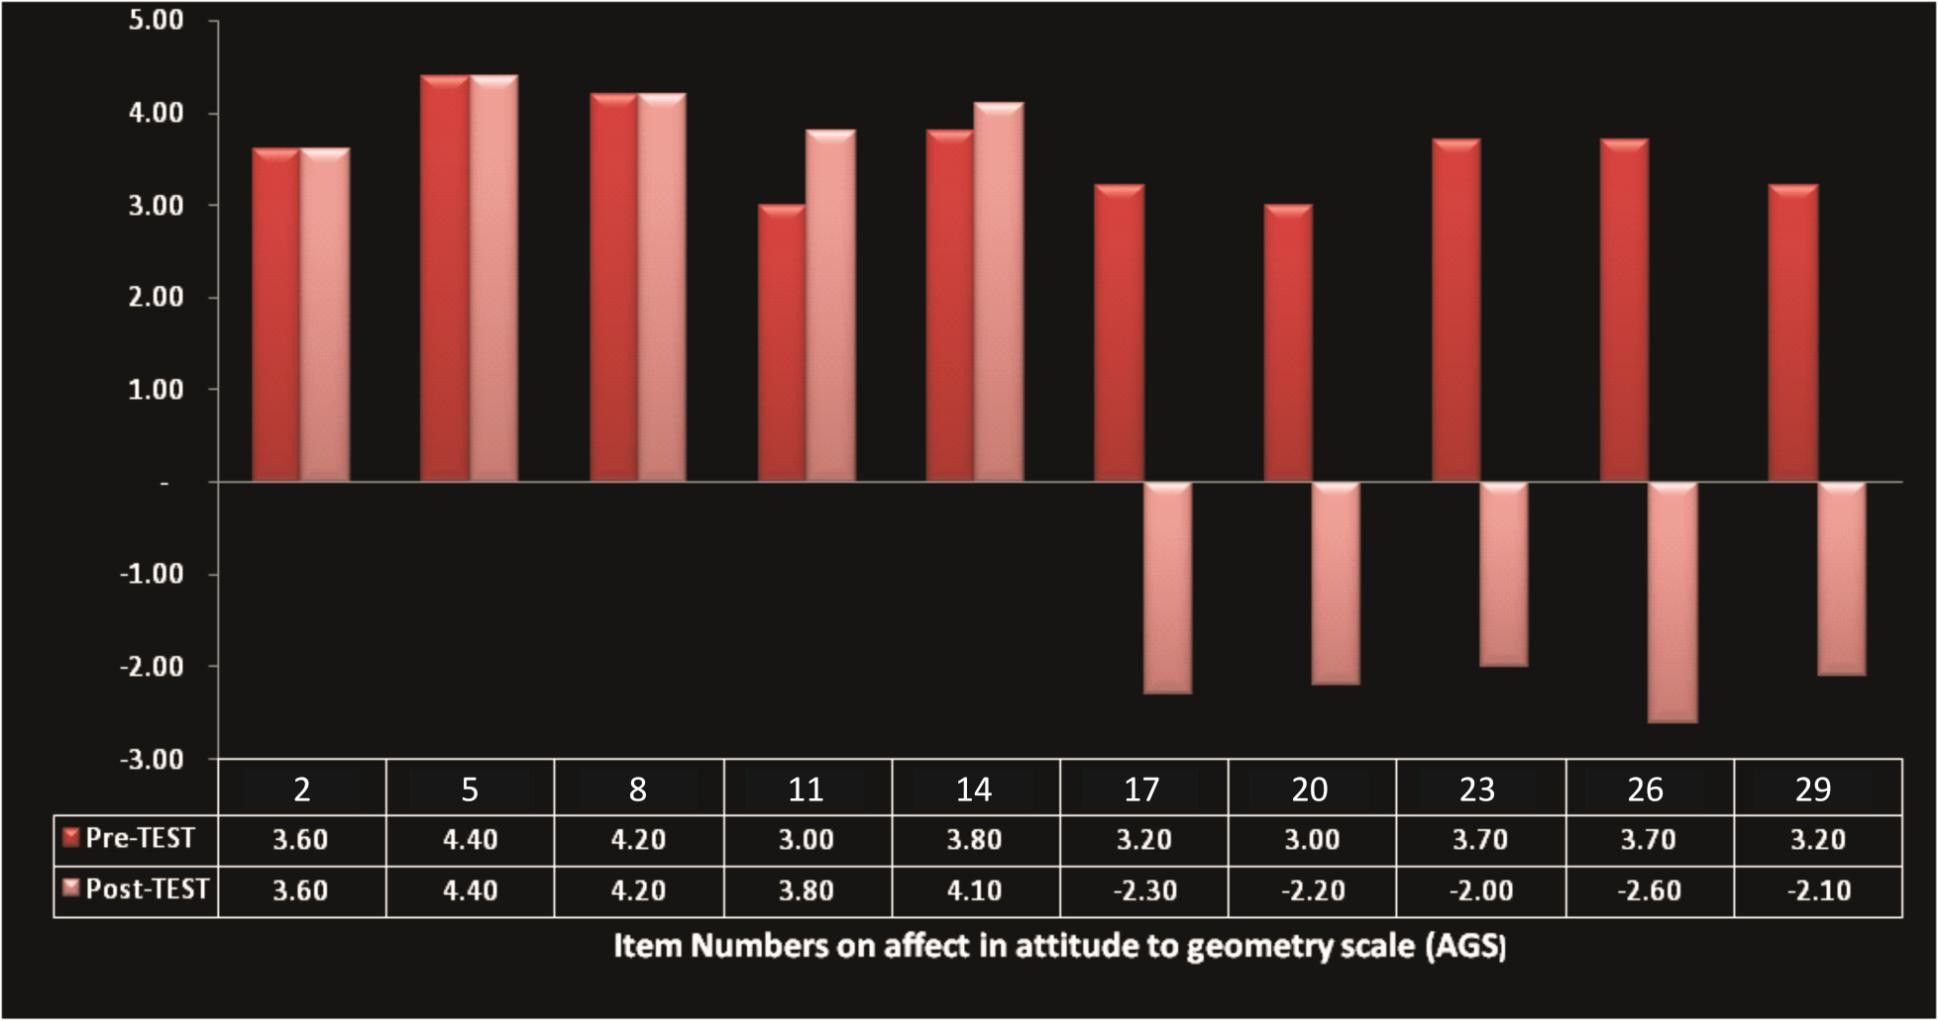 5.00
4.00
3.00
2.00
1.00
-
-1.00
-2.00
-3.00
2 5 8 11 14 17 20 23 26 29
Pre-TEST 3.60 4.40 4.20 3.00 3.80 3.20 3.00 3.70 3.70 3.20
Post-TEST 3.60 4.40 4.20 3.80 4.10 -2.30 -2.20 -2.00 -2.60 -2.10
Item Numbers on affect in attitude to geometry scale (AGS)